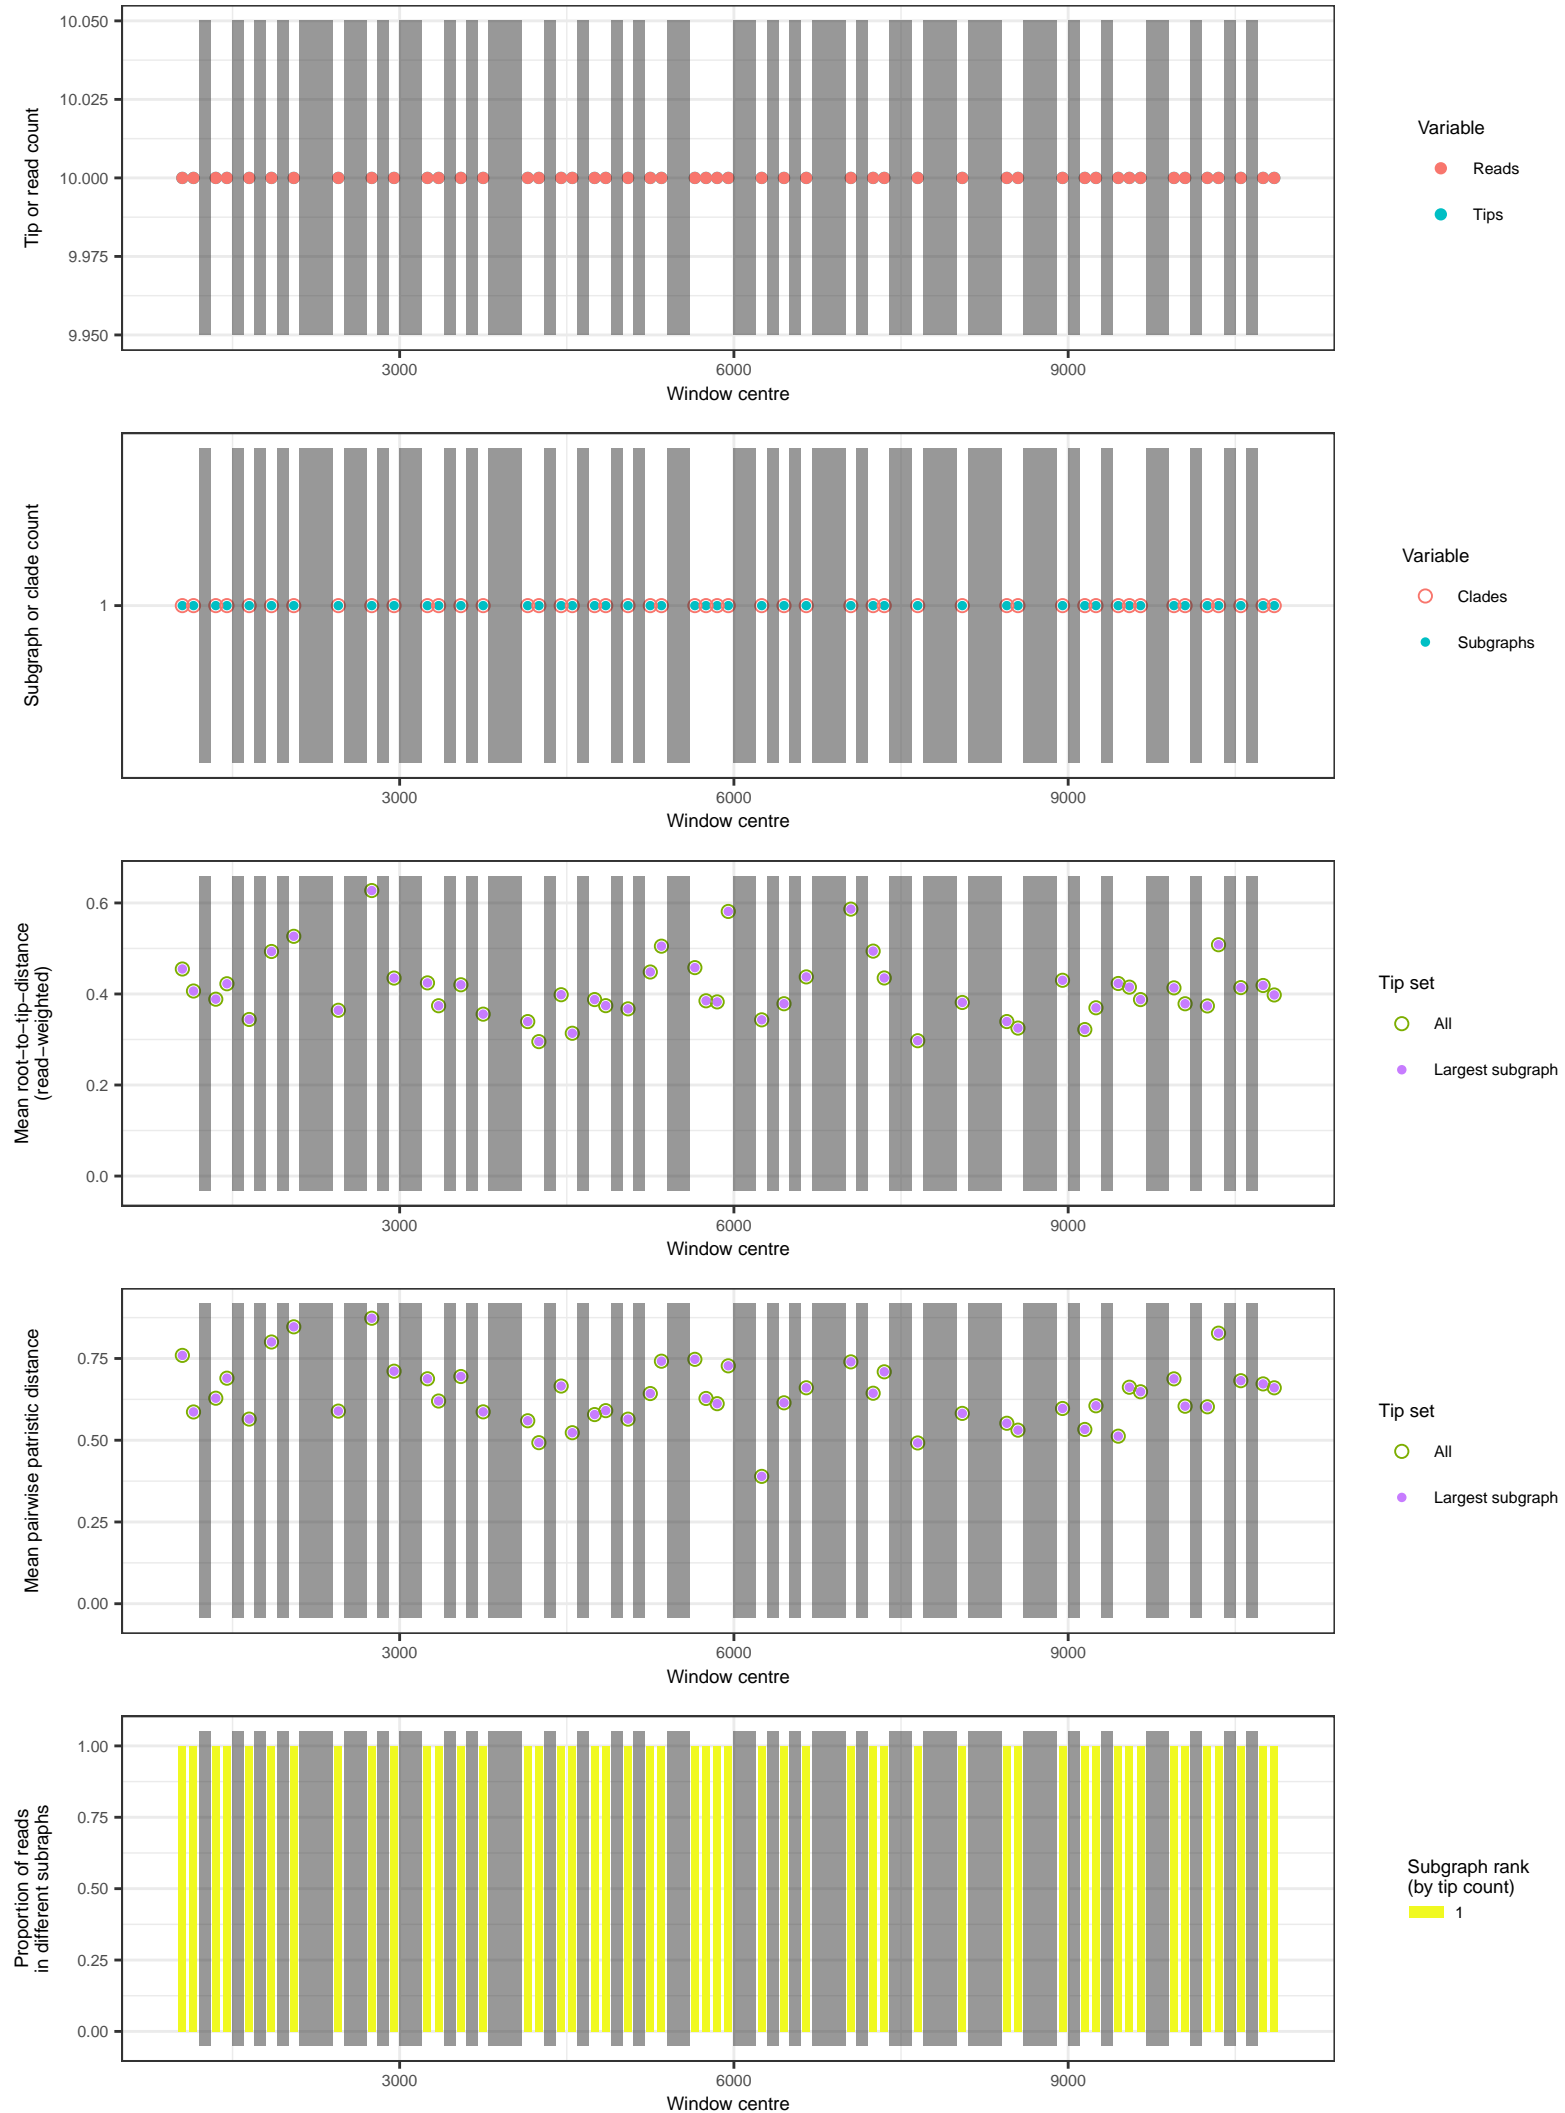 Tip or read count
10.050
10.025
10.000
9.975
9.950
3000
6000
9000
Window centre
Variable
Reads
Tips
Subgraph or clade count
1
3000
6000
9000
Window centre
Variable
Clades
Subgraphs
Mean root−to−tip−distance
(read−weighted)
0.6
0.4
0.2
0.0
3000
6000
9000
Window centre
Tip set
All
Largest subgraph
Mean pairwise patristic distance
0.75
0.50
0.25
0.00
3000
6000
9000
Window centre
Tip set
All
Largest subgraph
Proportion of reads
in different subraphs
1.00
0.75
0.50
0.25
0.00
3000
6000
9000
Window centre
Subgraph rank
(by tip count)
1